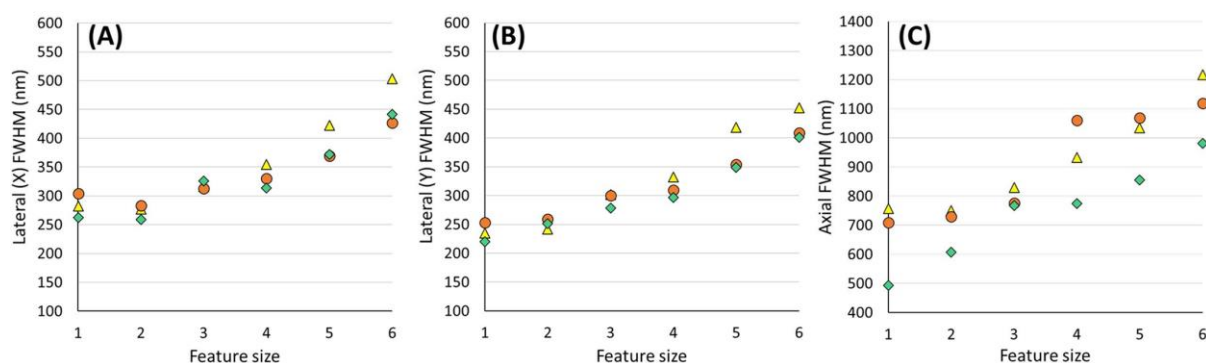 (A)
Lateral (X) FWHM (nm)
600
550
500
450
400
350
300
250
200
150
100
1 2 3 4 5 6
Feature size
(B)
Lateral (Y) FWHM (nm)
600
550
500
450
400
350
300
250
200
150
100
1 2 3 4 5 6
Feature size
(C)
Axial FWHM (nm)
1400
1300
1200
1100
1000
900
800
700
600
500
400
1 2 3 4 5 6
Feature size